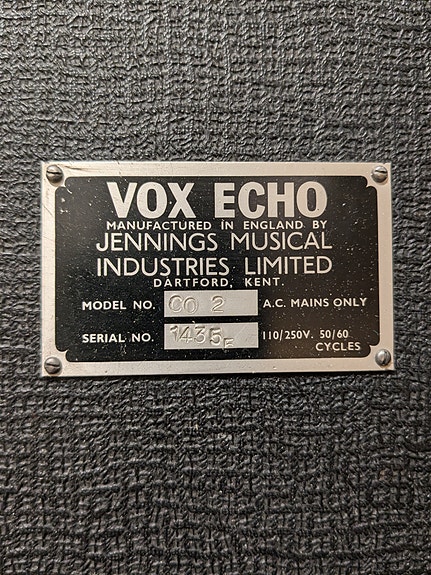 VOX ECHO
MANUFACTURED IN ENGLAND BY
JENNINGS MUSICAL
INDUSTRIES LIMITED
DARTFORD, KENT.
MODEL NO. CO 2 A.C. MAINS ONLY
SERIAL NO. 1435F 110/250V. 50/60
CYCLES